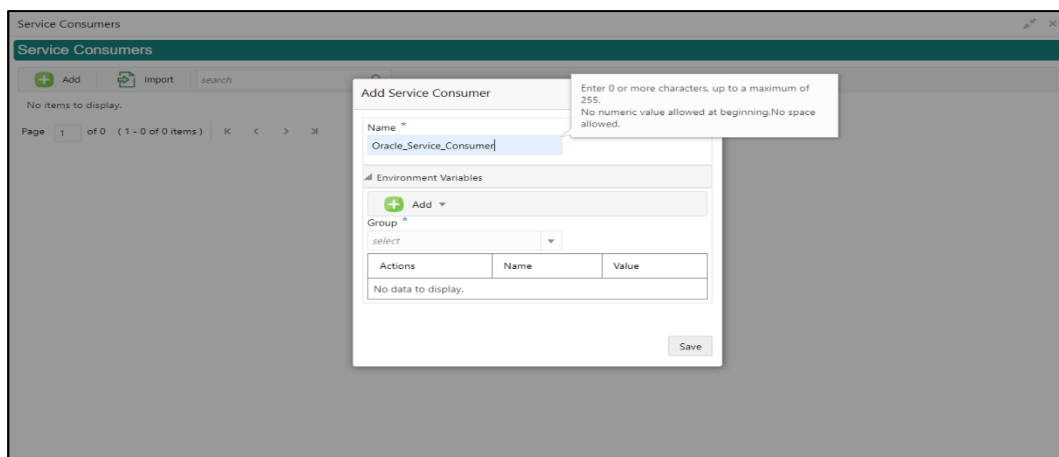 Service Consumers
Service Consumers
Add Import search
No items to display.
Page 1 of 0 (1 - 0 of 0 items) K < > >|
Add Service Consumer
Enter 0 or more characters, up to a maximum of
255.
No numeric value allowed at beginning.No space
allowed.
Name *
Oracle_Service_Consumer
Environment Variables
Add
Group *
select
Actions Name Value
No data to display.
Save